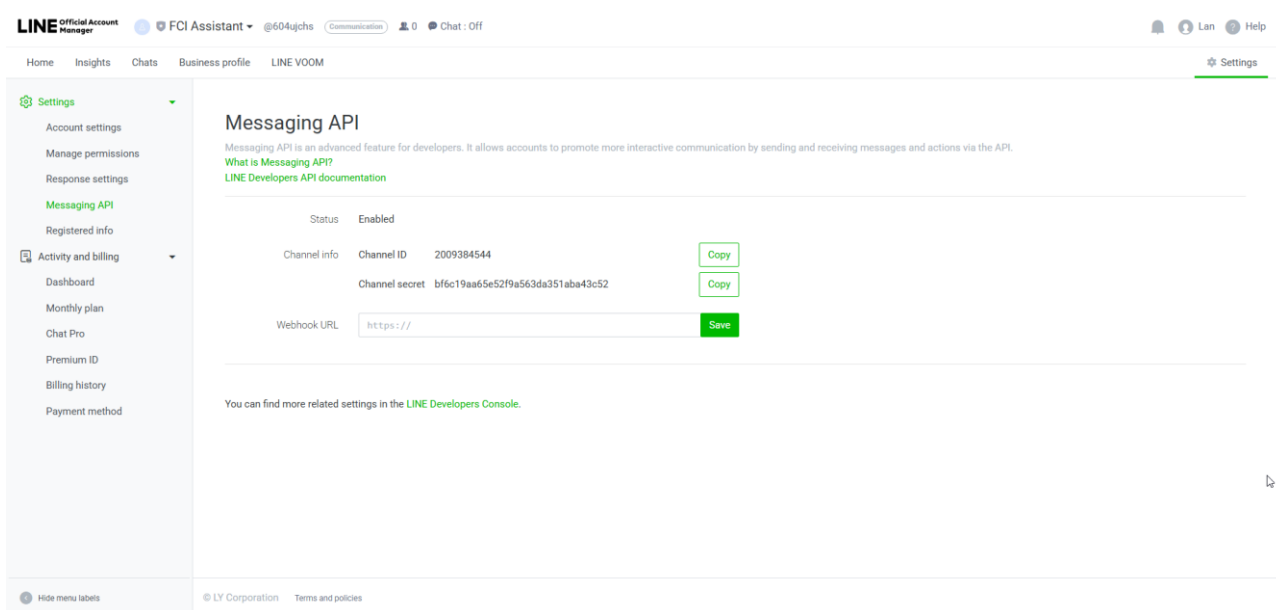 LINE Official Account Manager
FCI Assistant @604ujchs Communication 0 Chat : Off Lan ? Help
Home Insights Chats Business profile LINE VOOM Settings
Settings
Account settings
Manage permissions
Response settings
Messaging API
Registered info
Activity and billing
Dashboard
Monthly plan
Chat Pro
Premium ID
Billing history
Payment method
Hide menu labels
Messaging API
Messaging API is an advanced feature for developers. It allows accounts to promote more interactive communication by sending and receiving messages and actions via the API.
What is Messaging API?
LINE Developers API documentation
Status Enabled
Channel info Channel ID 2009384544 Copy
Channel secret bf6c19aa65e52f9a563da351aba43c52 Copy
Webhook URL https:// Save
You can find more related settings in the LINE Developers Console.
© LY Corporation Terms and policies